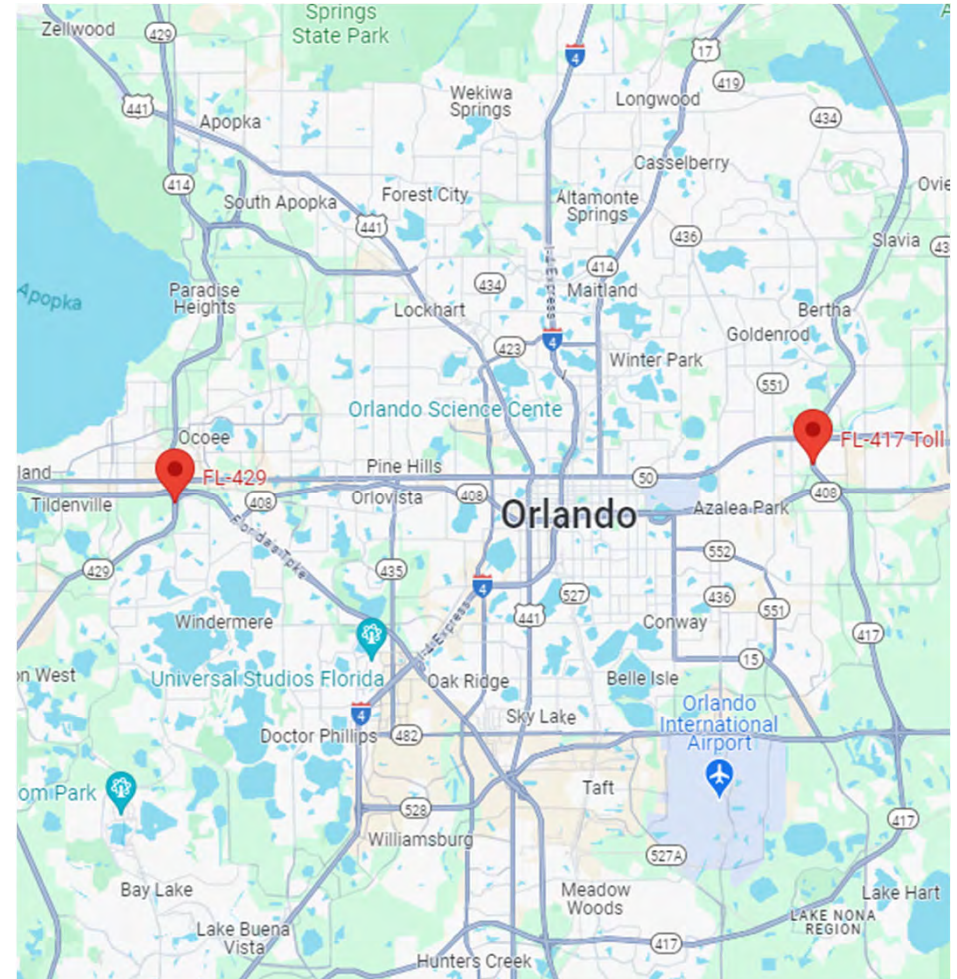 Springs
State Park
Zellwood
429
4
17
419
Wekiwa
Springs
Longwood
441
434
Apopka
Casselberry
414
Ovie
South Apopka
Forest City
Altamonte
Springs
441
436
Slavia
43
I-4 Express
414
434
Maitland
Apopka
Paradise
Heights
Lockhart
Bertha
Goldenrod
4
423
Winter Park
551
Orlando Science Cente
Ocoee
FL-417 Toll
land
FL-429
Pine Hills
50
Tildenville
408
Orlovista
408
Orlando
Azalea Park
408
429
435
552
4
527
436
551
441
Windermere
Conway
417
I-4 Express
15
on West
Universal Studios Florida
Oak Ridge
Belle Isle
Orlando
International
Airport
4
Sky Lake
Doctor Phillips
482
om Park
Taft
528
417
Williamsburg
527A
Bay Lake
Meadow
Woods
Lake Hart
LAKE NONA
REGION
Lake Buena
Vista
417
Hunters Creek